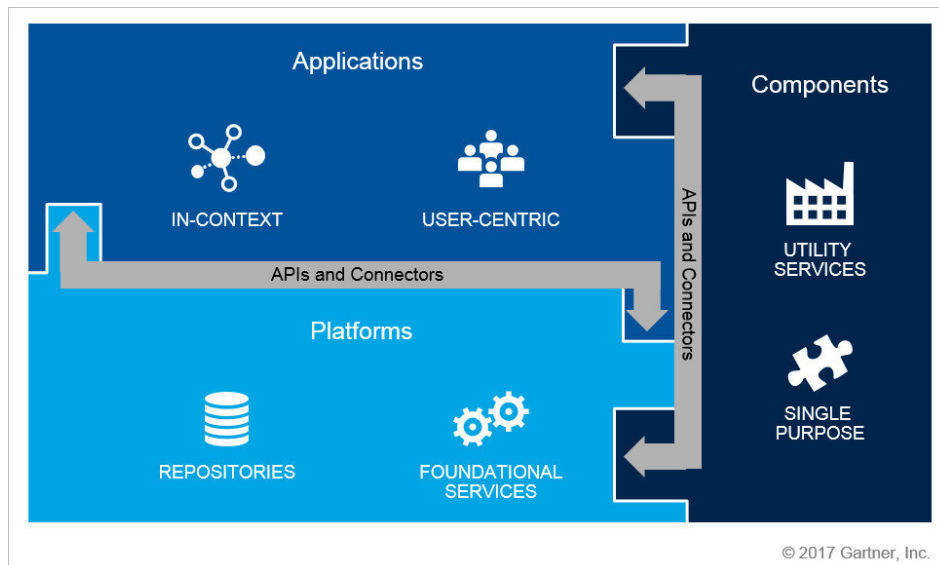 Applications
IN-CONTEXT
USER-CENTRIC
APIs and Connectors
Platforms
REPOSITORIES
FOUNDATIONAL
SERVICES
APIs and Connectors
Components
UTILITY
SERVICES
SINGLE
PURPOSE
© 2017 Gartner, Inc.